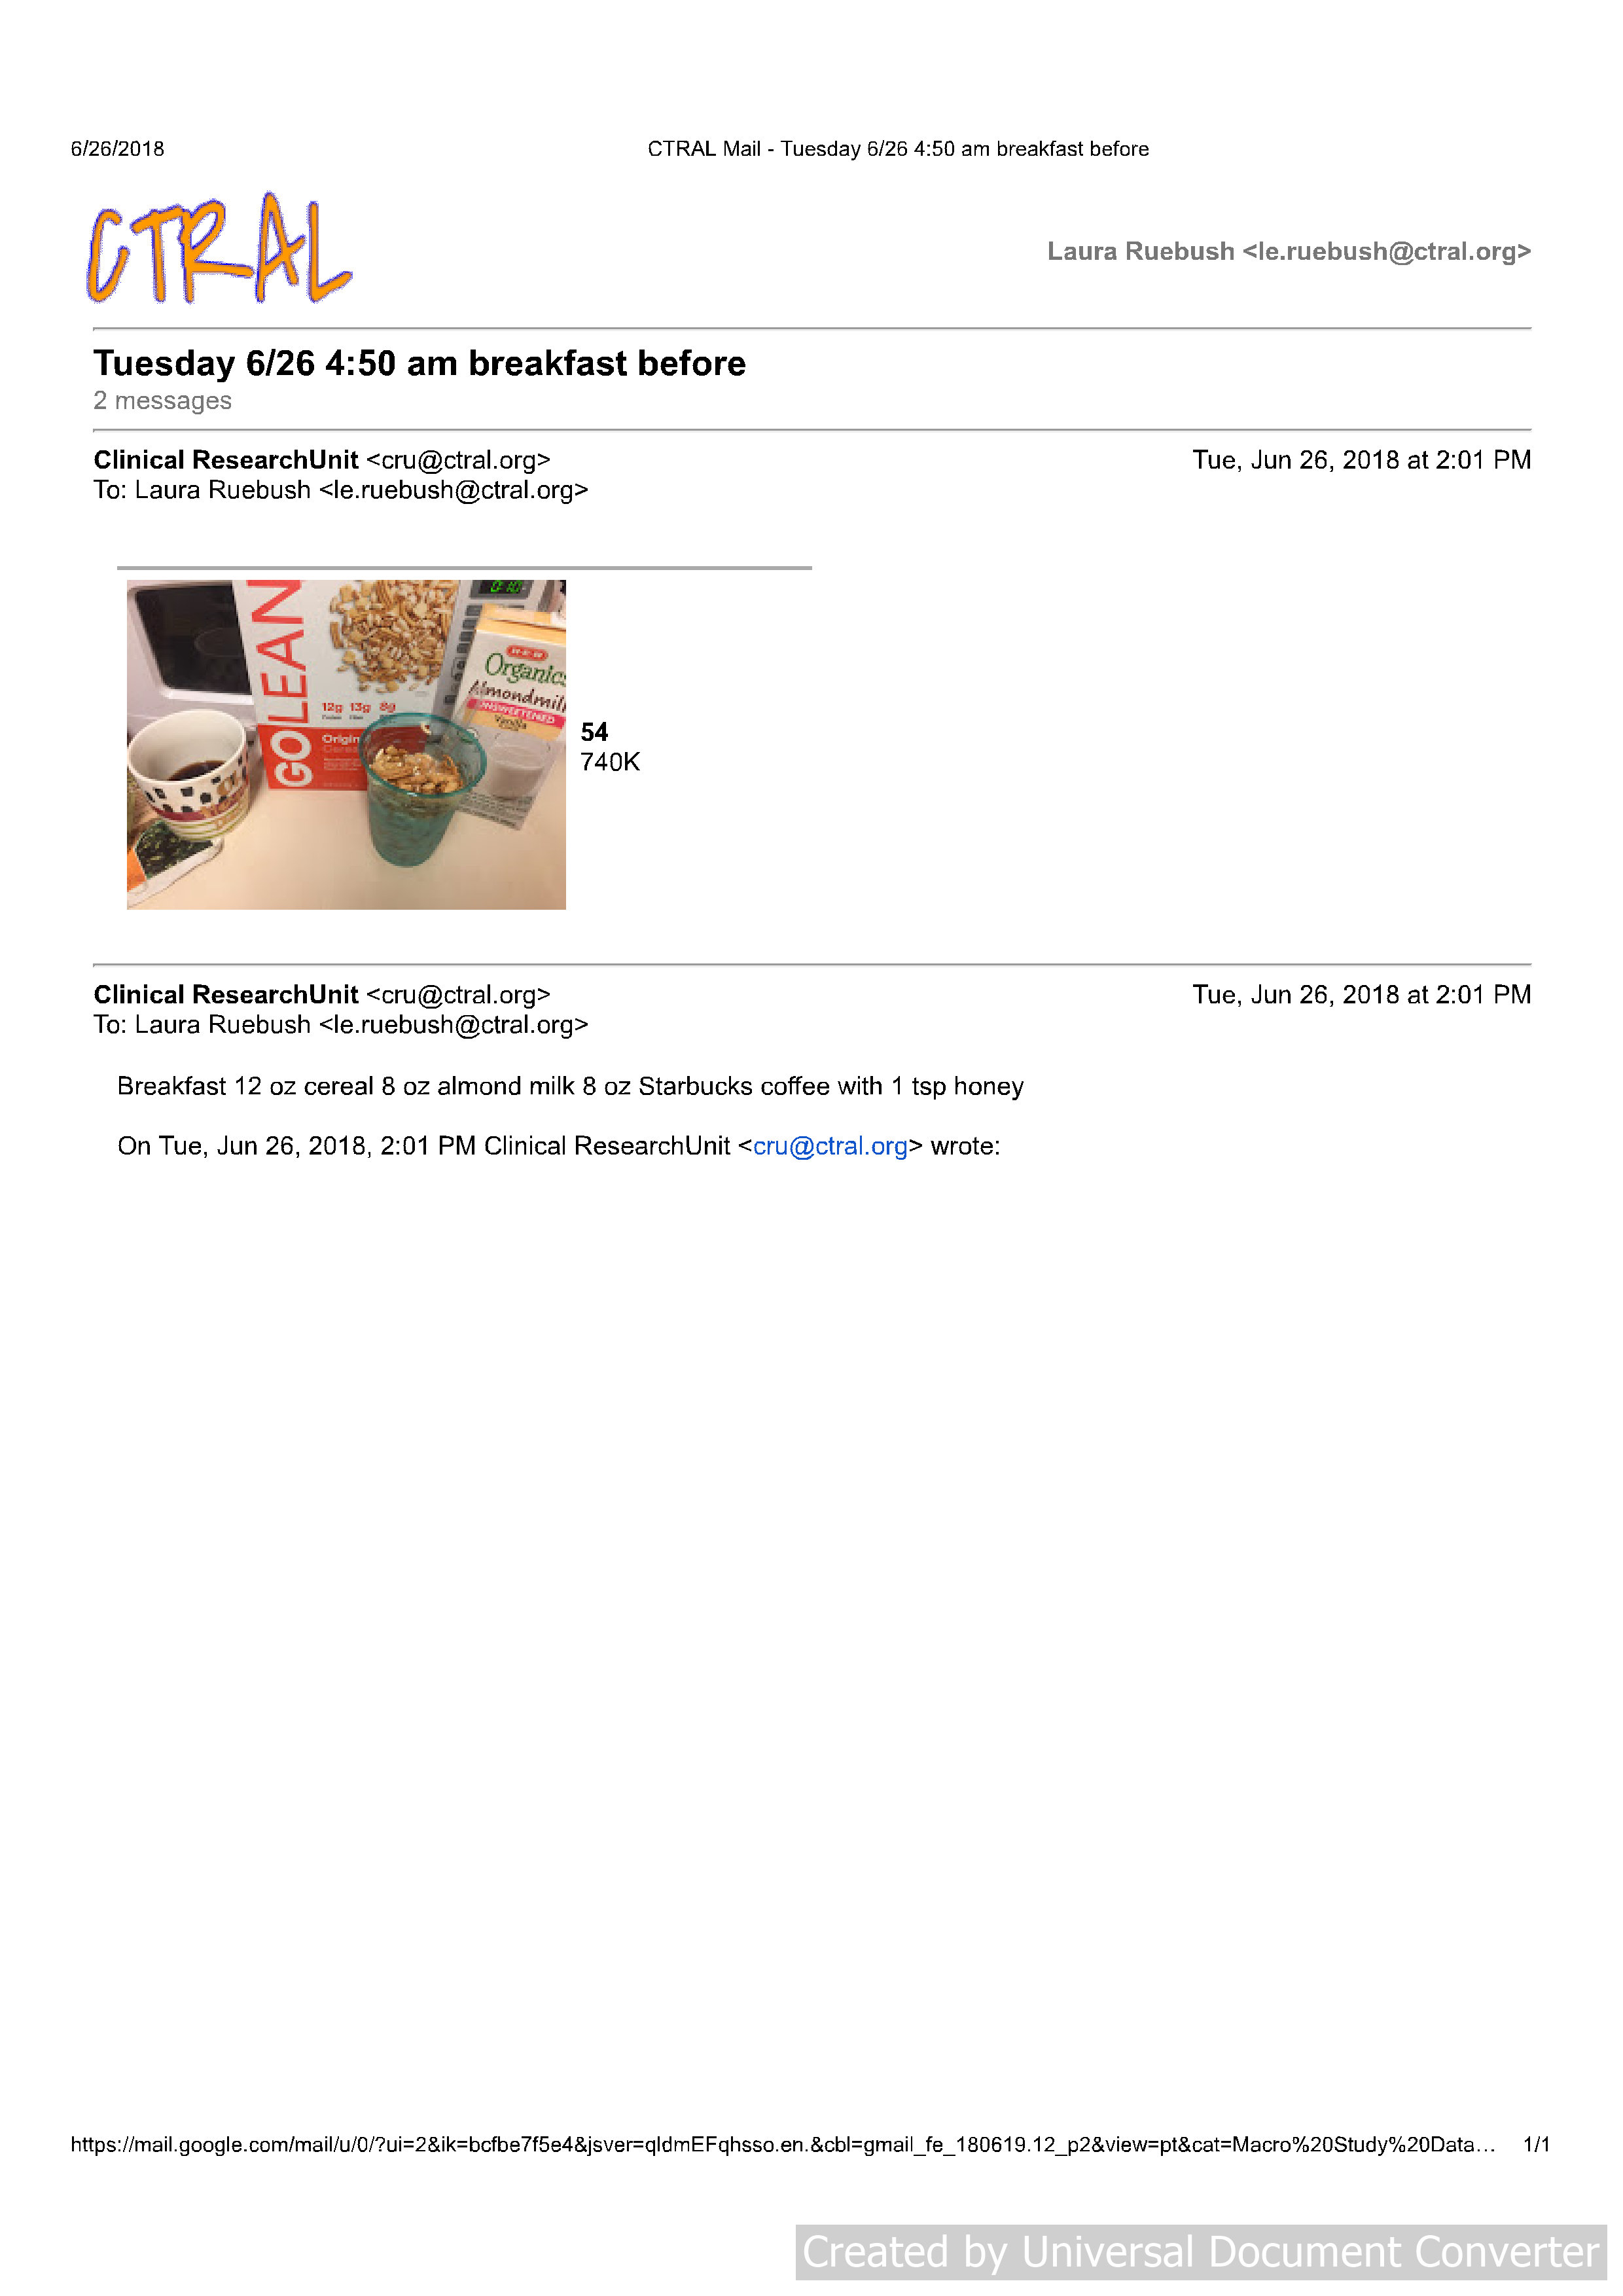 6/26/2018 CTRAL Mail - Tuesday 6/26 4:50 am breakfast before
CTRAL
Laura Ruebush <le.ruebush@ctral.org>
Tuesday 6/26 4:50 am breakfast before
2 messages
Clinical ResearchUnit <cru@ctral.org> Tue, Jun 26, 2018 at 2:01 PM
To: Laura Ruebush <le.ruebush@ctral.org>
GOLEAN
12g 13g 8g
Origin
H-E-B
Organics
Almondmil
UNSWEETENED
Vanilla
54
740K
Clinical ResearchUnit <cru@ctral.org> Tue, Jun 26, 2018 at 2:01 PM
To: Laura Ruebush <le.ruebush@ctral.org>
Breakfast 12 oz cereal 8 oz almond milk 8 oz Starbucks coffee with 1 tsp honey
On Tue, Jun 26, 2018, 2:01 PM Clinical ResearchUnit <cru@ctral.org> wrote:
https://mail.google.com/mail/u/0/?ui=2&ik=bcfbe7f5e4&jsver=qldmEFqhsso.en.&cbl=gmail_fe_180619.12_p2&view=pt&cat=Macro%20Study%20Data… 1/1
Created by Universal Document Converter